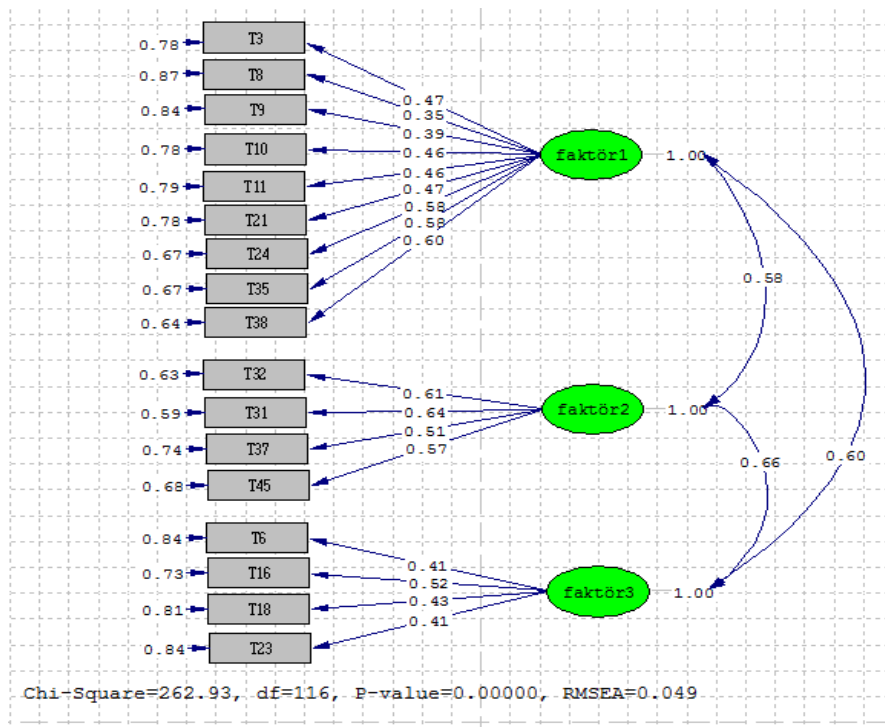 0.78 T3
0.87 T8
0.84 T9
0.78 T10
0.79 T11
0.78 T21
0.67 T24
0.67 T35
0.64 T38
0.47
0.35
0.39
0.46
0.46
0.47
0.58
0.58
0.60
faktör1 1.00
0.58
0.63 T32
0.59 T31
0.74 T37
0.68 T45
0.61
0.64
0.51
0.57
faktör2 1.00
0.66
0.60
0.84 T6
0.73 T16
0.81 T18
0.84 T23
0.41
0.52
0.43
0.41
faktör3 1.00
Chi-Square=262.93, df=116, P-value=0.00000, RMSEA=0.049